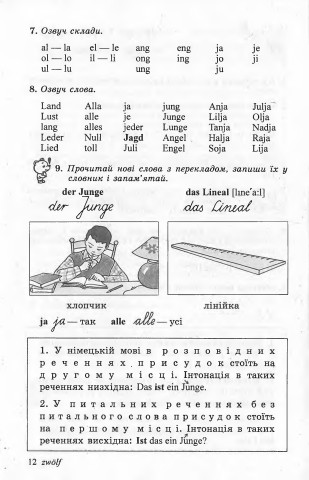 7. Озвуч склади.
al — la el — le ang eng ja je
ol — lo il — li ong ing jo ji
ul — lu ung ju
8. Озвуч слова.
Land Alla ja jung Anja Julja
Lust alle je Junge Lilja Olja
lang alles jeder Lunge Tanja Nadja
Leder Null Jagd Angel Halja Raja
Lied toll Juli Engel Soja Lija
9. Прочитай нові слова з перекладом, запиши їх у
словник і запам'ятай.
der Junge das Lineal [lıne'a:l]
der Junge das Lineal
хлопчик лінійка
ja ja — так alle alle — усі
1. У німецькій мові в розповідних
реченнях присудок стоїть на
другому місці. Інтонація в таких
реченнях низхідна: Das ist ein Junge.
2. У питальних реченнях без
питального слова присудок стоїть
на першому місці. Інтонація в таких
реченнях висхідна: Ist das ein Junge?
12 zwölf